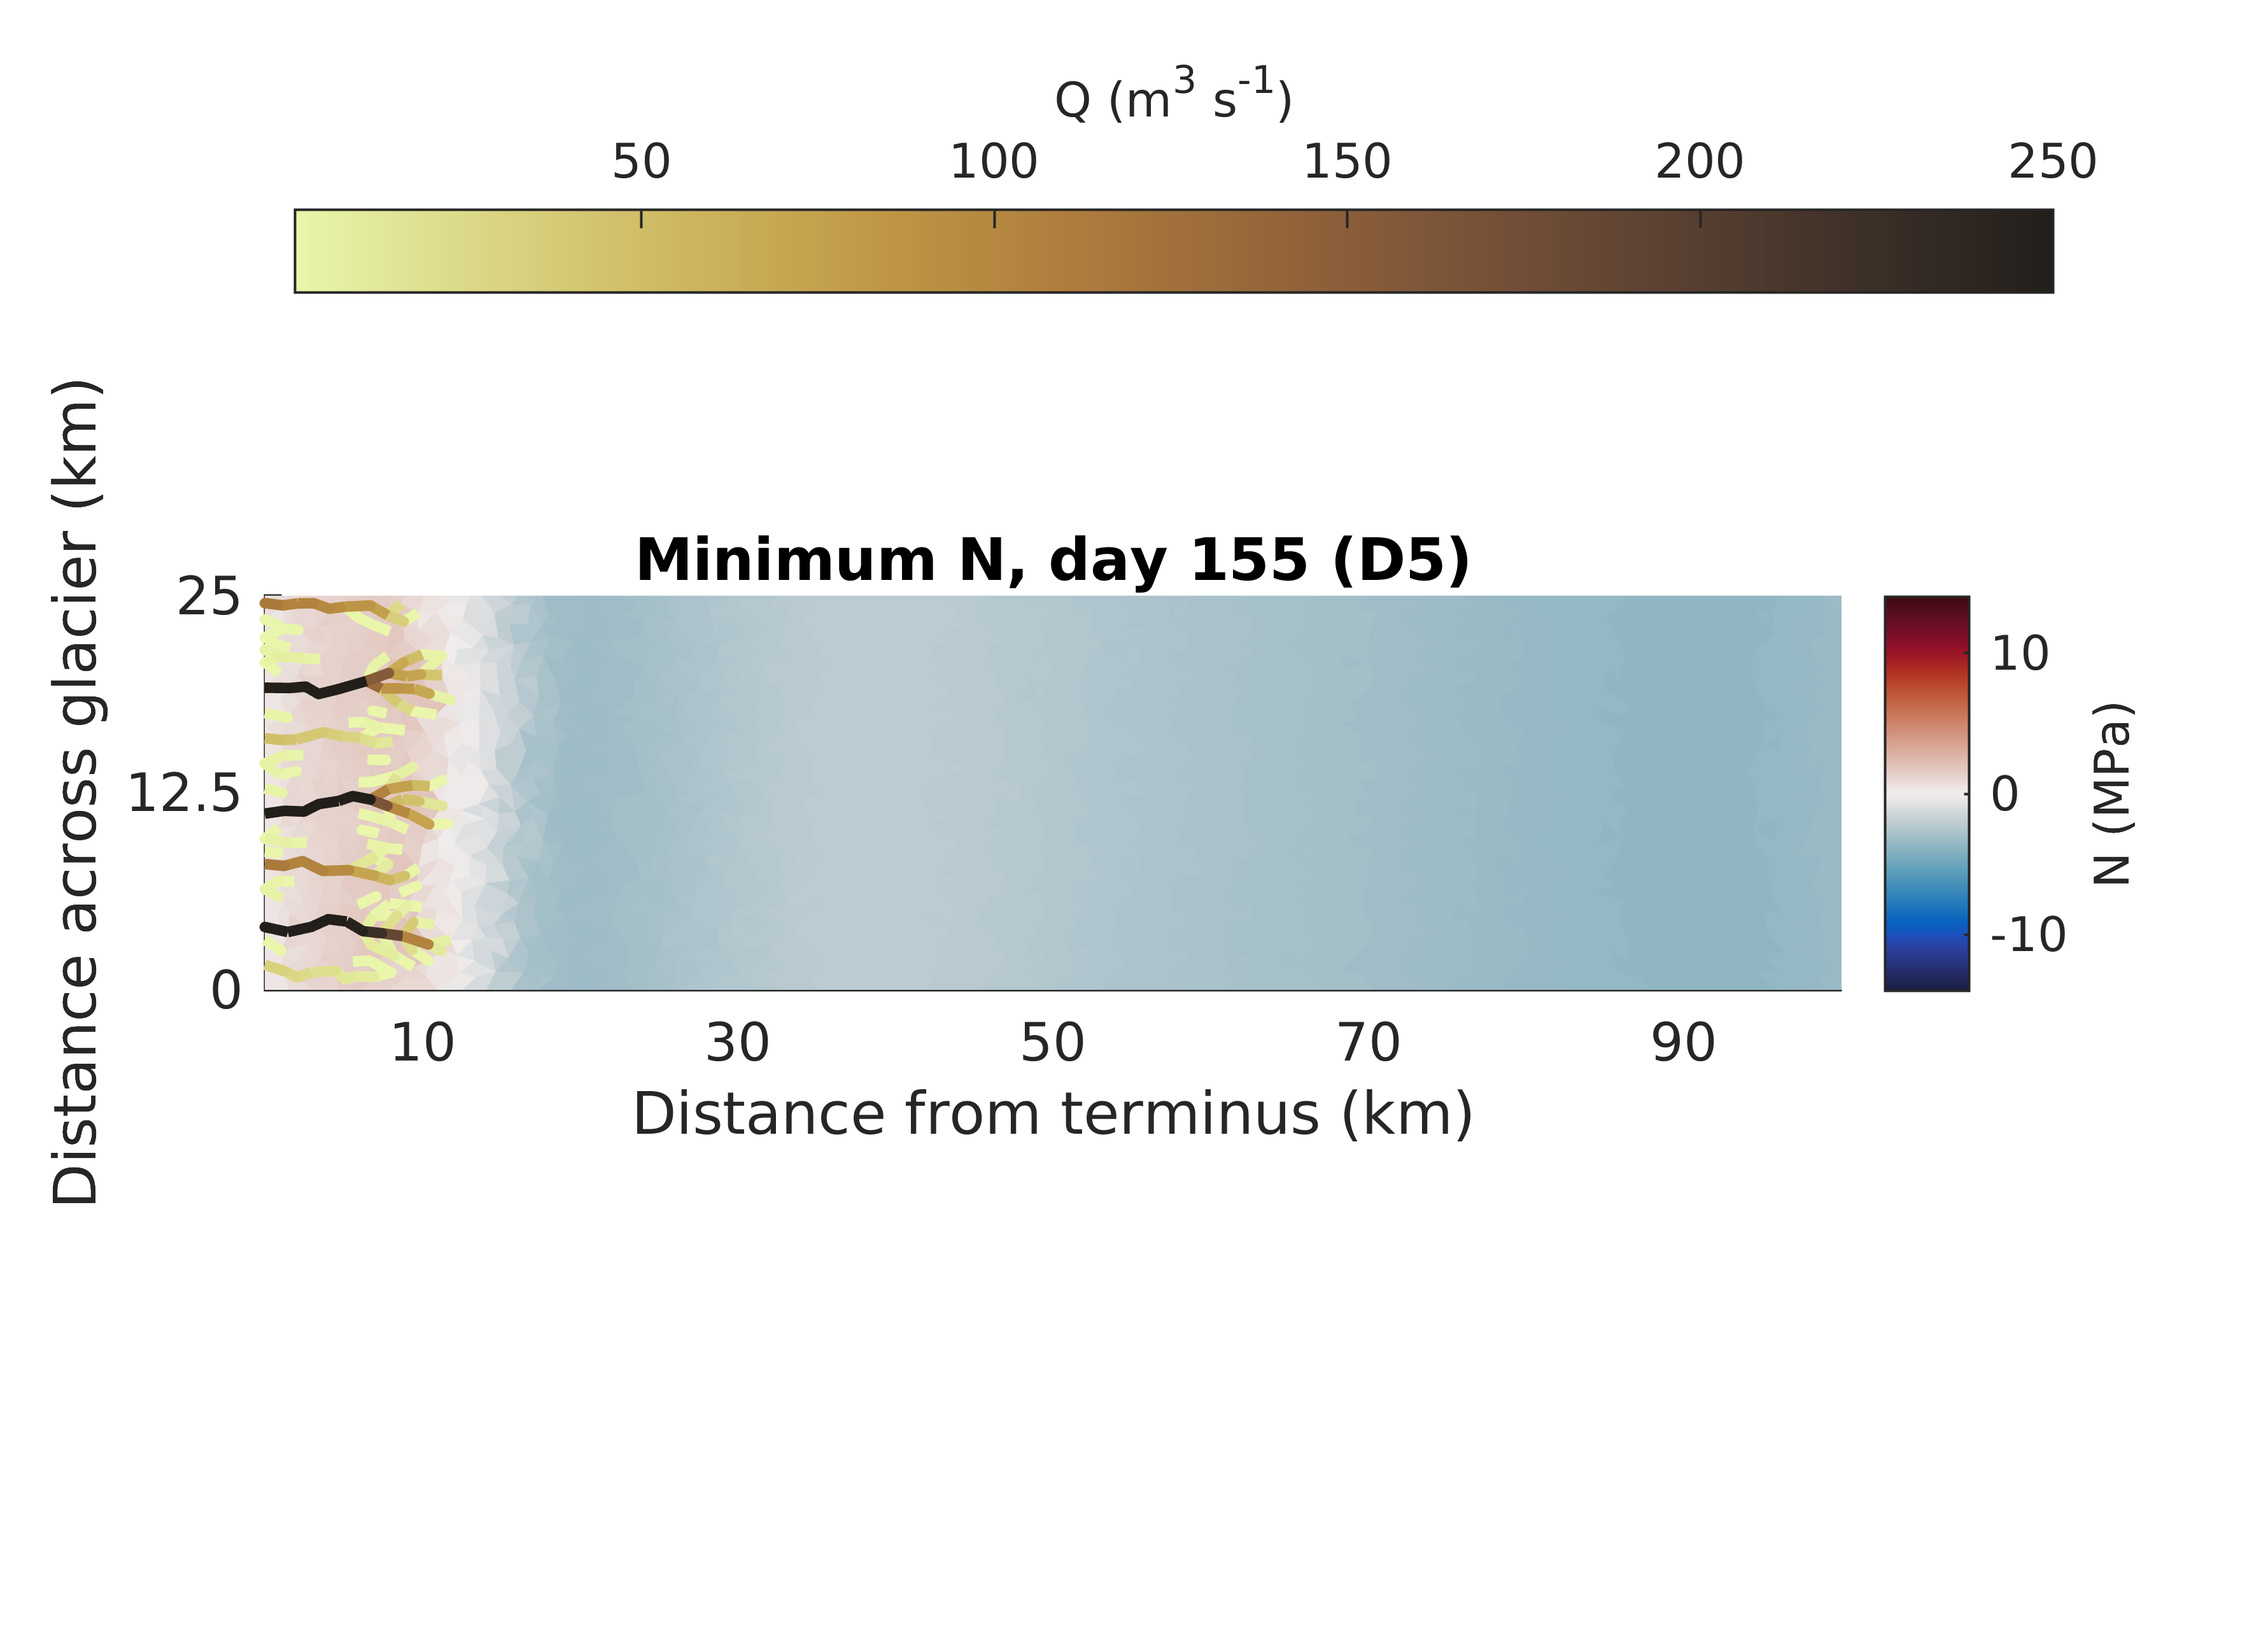 Q (m³ s⁻¹)
50 100 150 200 250
Distance across glacier (km)
Minimum N, day 155 (D5)
25
12.5
0
10 30 50 70 90
Distance from terminus (km)
10
0
-10
N (MPa)